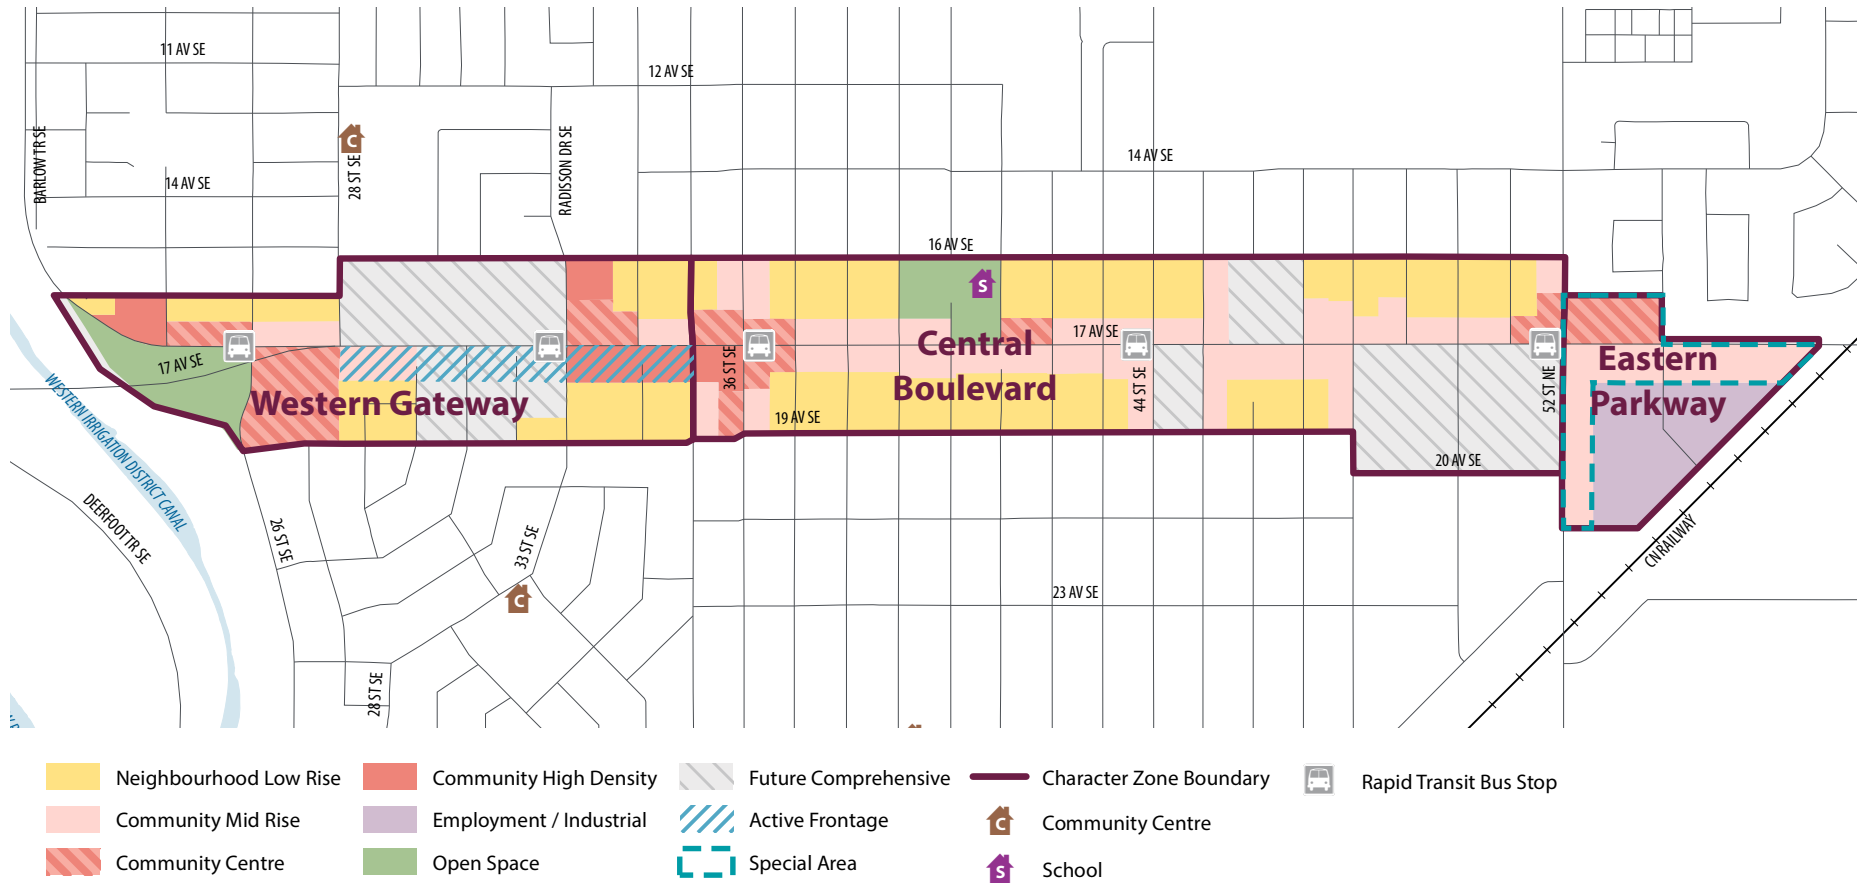 11 AV SE
12 AV SE
BARLOW TR SE
C
28 ST SE
RADISSON DR SE
14 AV SE
14 AV SE
16 AV SE
S
17 AV SE
17 AV SE
Central
Boulevard
Western Gateway
36 ST SE
19 AV SE
44 ST SE
52 ST NE
Eastern
Parkway
20 AV SE
WESTERN IRRIGATION DISTRICT CANAL
DEERFOOT TR SE
26 ST SE
33 ST SE
C
23 AV SE
CN RAILWAY
28 ST SE
Neighbourhood Low Rise
Community High Density
Future Comprehensive
Character Zone Boundary
Rapid Transit Bus Stop
Community Mid Rise
Employment / Industrial
Active Frontage
C Community Centre
Community Centre
Open Space
Special Area
S School